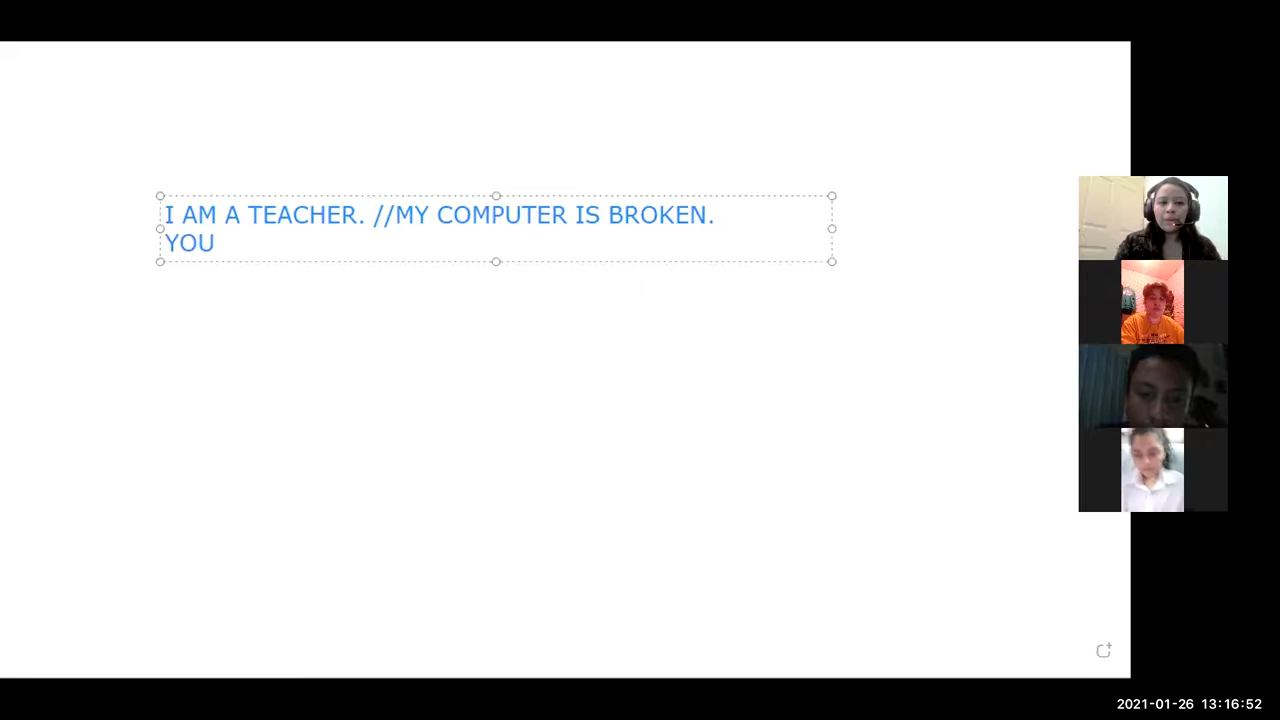 I AM A TEACHER. //MY COMPUTER IS BROKEN.
YOU
2021-01-26 13:16:52